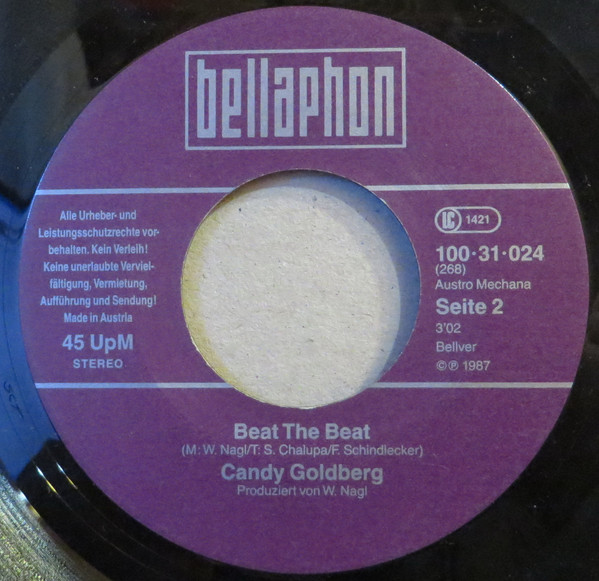 bellaphon
Alle Urheber- und
Leistungsschutzrechte vor-
behalten. Kein Verleih!
Keine unerlaubte Verviel-
fältigung, Vermietung,
Aufführung und Sendung!
Made in Austria
45 UpM
STEREO
LC 1421
100·31·024
(268)
Austro Mechana
Seite 2
3'02
Bellver
©℗ 1987
Beat The Beat
(M: W. Nagl/T: S. Chalupa/F. Schindlecker)
Candy Goldberg
Produziert von W. Nagl